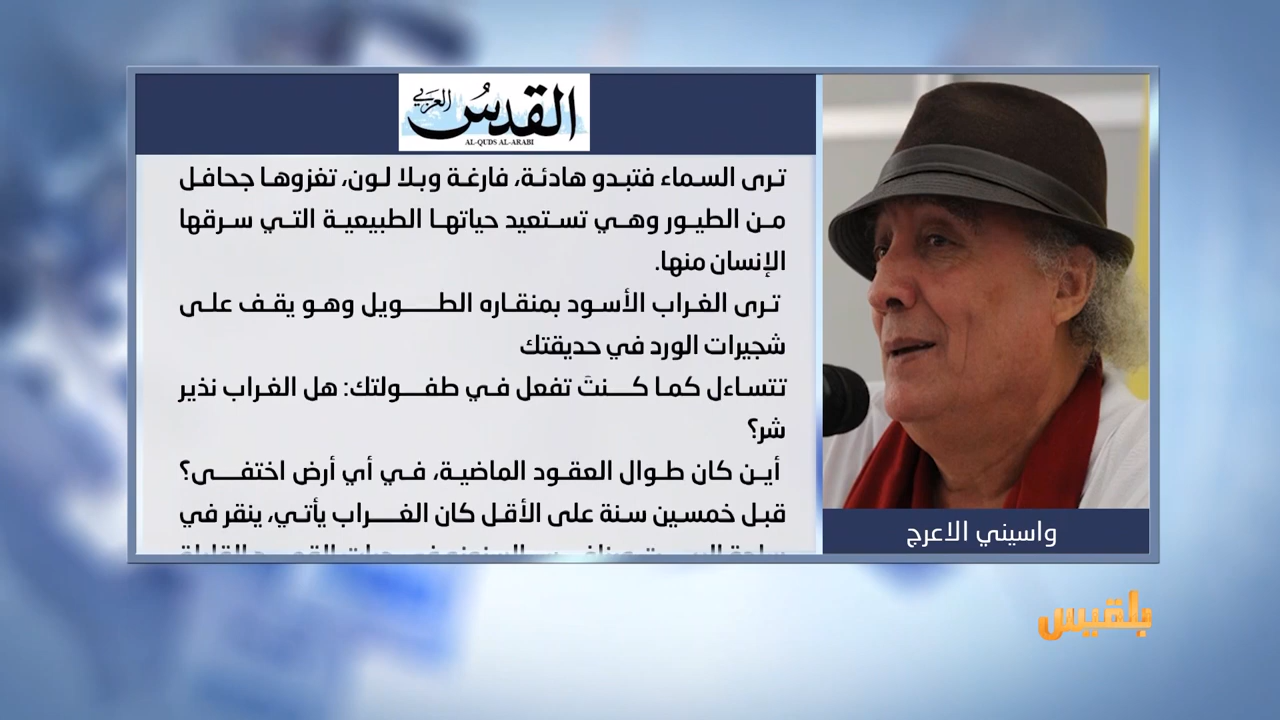 القدس العربي
AL-QUDS AL-ARABI
ترى السماء فتبدو هادئة، فارغة وبلا لون، تغزوها جحافل
من الطيور وهي تستعيد حياتها الطبيعية التي سرقها
الإنسان منها.
ترى الغراب الأسود بمنقاره الطويل وهو يقف على
شجيرات الورد في حديقتك
تتساءل كما كنتَ تفعل في طفولتك: هل الغراب نذير
شر؟
أين كان طوال العقود الماضية، في أي أرض اختفى؟
قبل خمسين سنة على الأقل كان الغراب يأتي، ينقر في
واسيني الاعرج
بلقيس